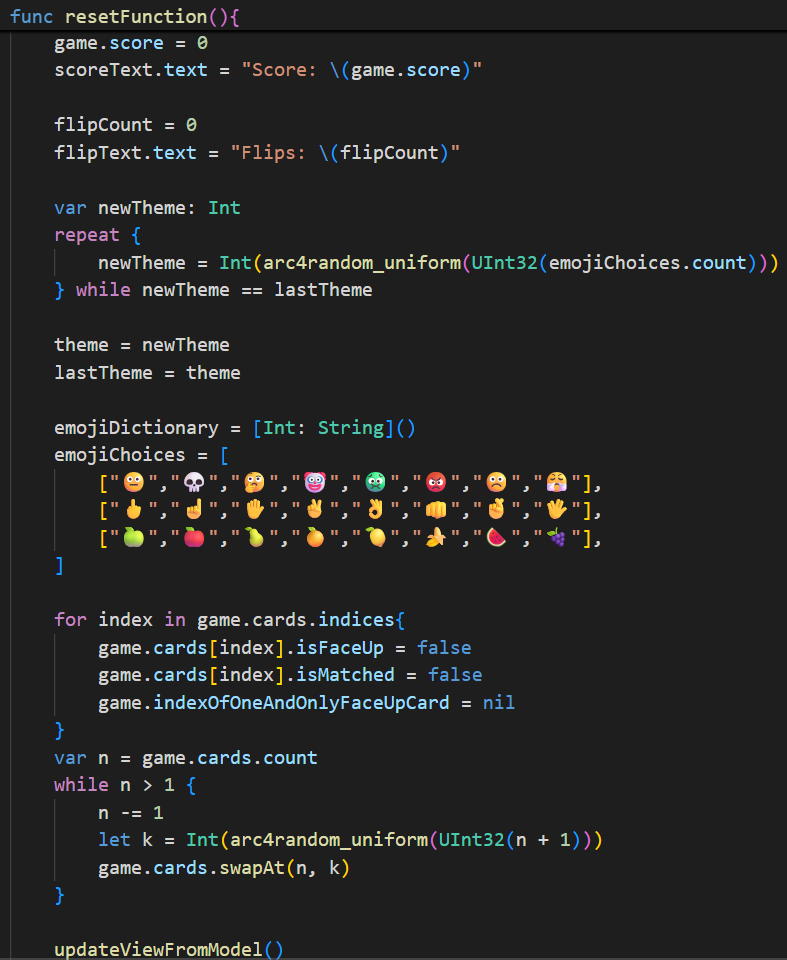 func resetFunction(){
game.score = 0
scoreText.text = "Score: \(game.score)"
flipCount = 0
flipText.text = "Flips: \(flipCount)"
var newTheme: Int
repeat {
newTheme = Int(arc4random_uniform(UInt32(emojiChoices.count)))
} while newTheme == lastTheme
theme = newTheme
lastTheme = theme
emojiDictionary = [Int: String]()
emojiChoices = [
["😐","💀","🤔","🤡","🤢","😡","☹️","😤"],
["👆","☝️","✋","✌️","👌","👊","🤞","🖐"],
["🍏","🍎","🍐","🍊","🍋","🍌","🍉","🍇"],
]
for index in game.cards.indices{
game.cards[index].isFaceUp = false
game.cards[index].isMatched = false
game.indexOfOneAndOnlyFaceUpCard = nil
}
var n = game.cards.count
while n > 1 {
n -= 1
let k = Int(arc4random_uniform(UInt32(n + 1)))
game.cards.swapAt(n, k)
}
updateViewFromModel()